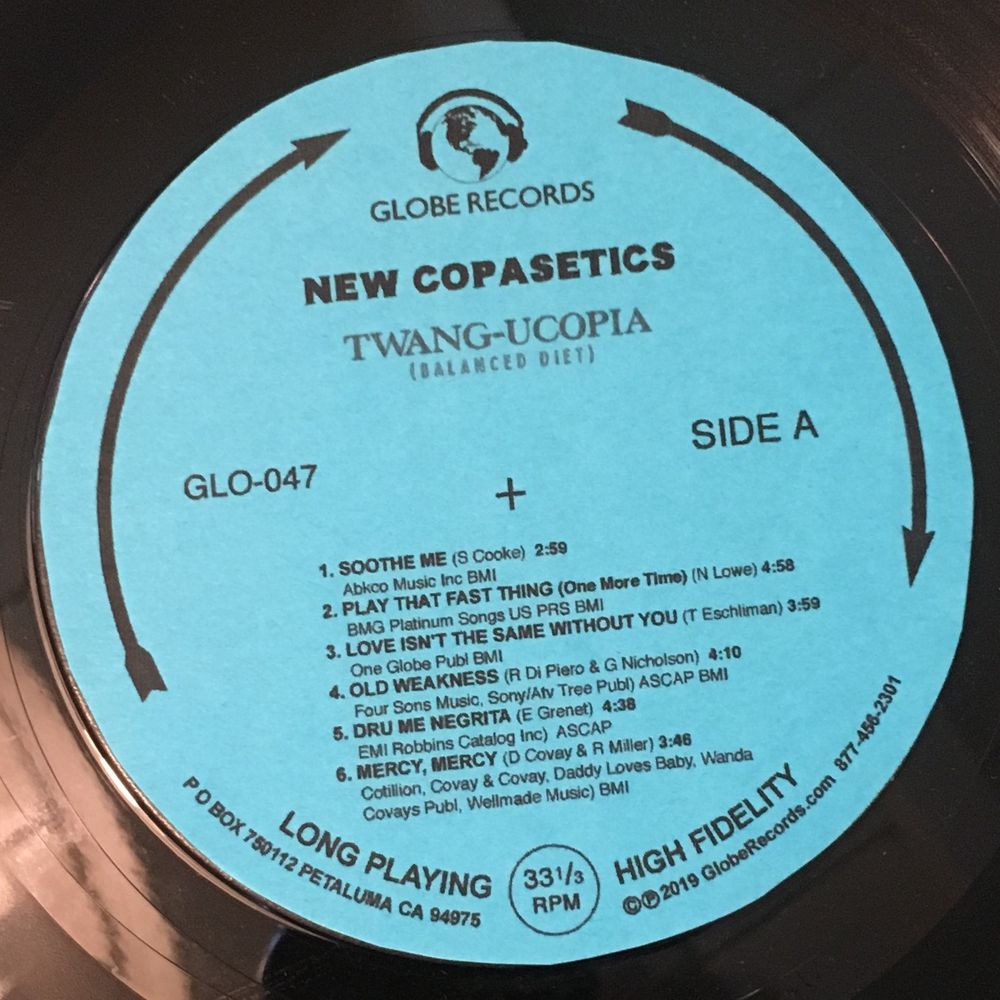 GLOBE RECORDS
NEW COPASETICS
TWANG-UCOPIA
(BALANCED DIET)
SIDE A
GLO-047
+
1. SOOTHE ME (S Cooke) 2:59
Abkco Music Inc BMI
2. PLAY THAT FAST THING (One More Time) (N Lowe) 4:58
BMG Platinum Songs US PRS BMI
3. LOVE ISN'T THE SAME WITHOUT YOU (T Eschliman) 3:59
One Globe Publ BMI
4. OLD WEAKNESS (R Di Piero & G Nicholson) 4:10
Four Sons Music, Sony/Atv Tree Publ) ASCAP BMI
5. DRU ME NEGRITA (E Grenet) 4:38
EMI Robbins Catalog Inc) ASCAP
6. MERCY, MERCY (D Covay & R Miller) 3:46
Cotillion, Covay & Covay, Daddy Loves Baby, Wanda
Covays Publ, Wellmade Music) BMI
LONG PLAYING
33 1/3
RPM
HIGH FIDELITY
PO BOX 750112 PETALUMA CA 94975
©℗2019 GlobeRecords.com 877-456-2301